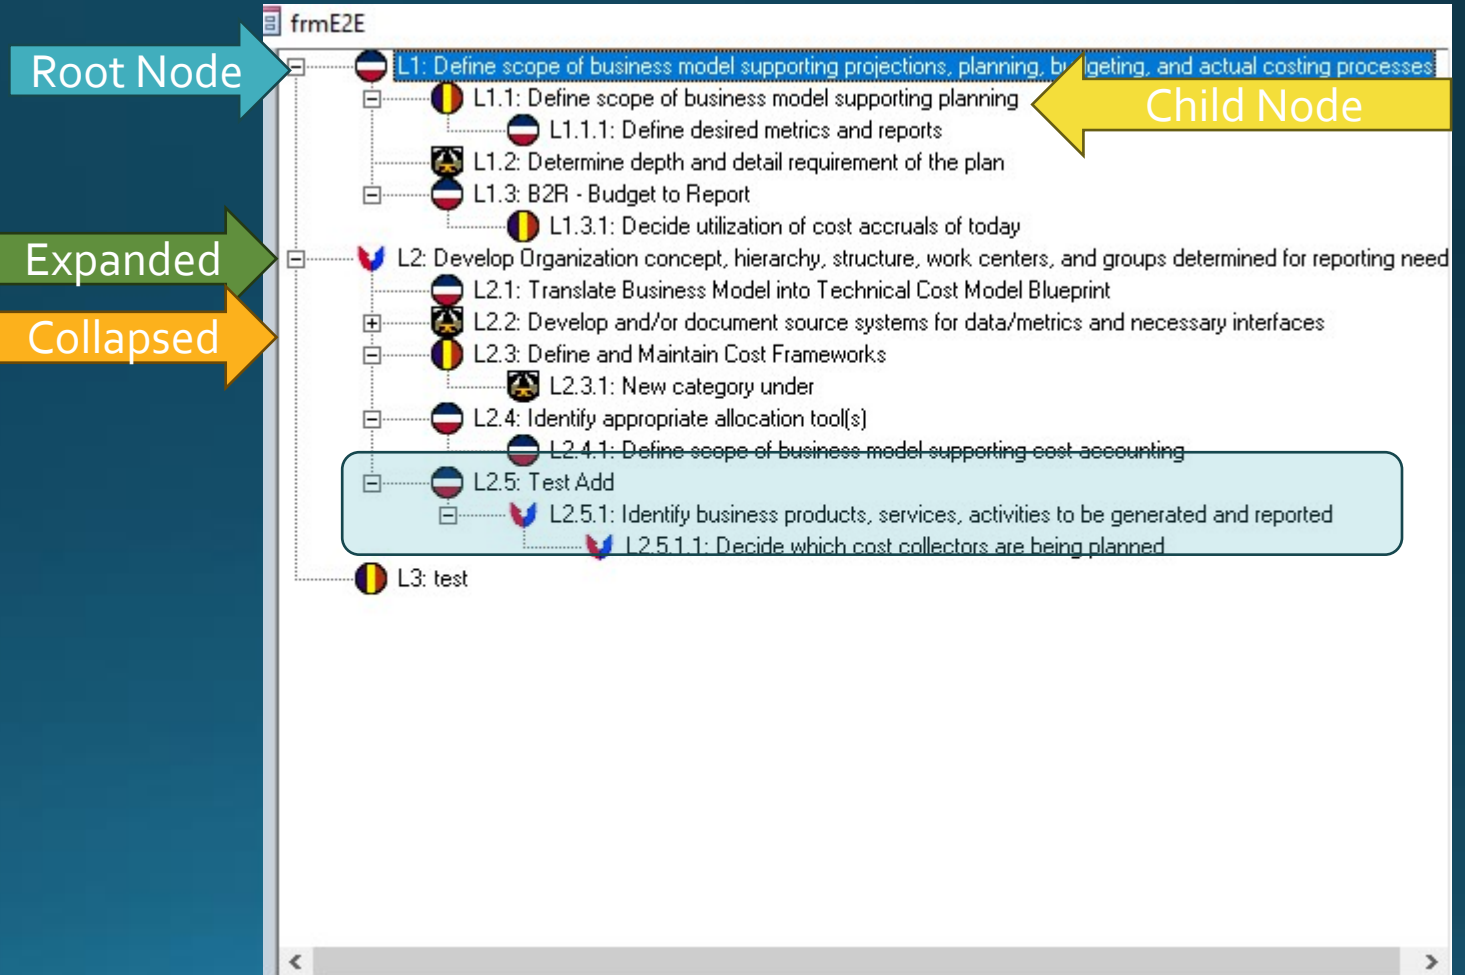 frmE2E
Root Node
L1: Define scope of business model supporting projections, planning, budgeting, and actual costing processes
L1.1: Define scope of business model supporting planning
Child Node
L1.1.1: Define desired metrics and reports
L1.2: Determine depth and detail requirement of the plan
L1.3: B2R - Budget to Report
L1.3.1: Decide utilization of cost accruals of today
Expanded
L2: Develop Organization concept, hierarchy, structure, work centers, and groups determined for reporting need
L2.1: Translate Business Model into Technical Cost Model Blueprint
Collapsed
L2.2: Develop and/or document source systems for data/metrics and necessary interfaces
L2.3: Define and Maintain Cost Frameworks
L2.3.1: New category under
L2.4: Identify appropriate allocation tool(s)
L2.4.1: Define scope of business model supporting cost accounting
L2.5: Test Add
L2.5.1: Identify business products, services, activities to be generated and reported
L2.5.1.1: Decide which cost collectors are being planned
L3: test